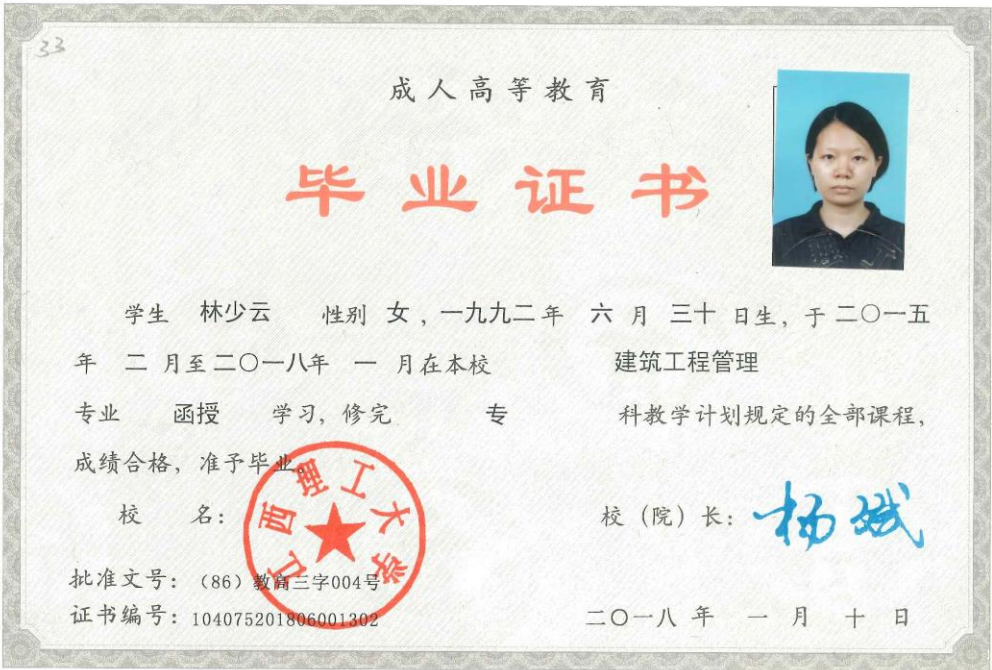 33
成人高等教育
毕业证书
学生 林少云 性别 女，一九九二年 六 月 三十 日生，于二〇一五
年 二 月至二〇一八年 一 月在本校 建筑工程管理
专业 函授 学习，修完 专 科教学计划规定的全部课程，
成绩合格，准予毕业。
校 名：
江西理工大学
校（院）长：杨斌
批准文号：（86）教高三字004号
证书编号：104075201806001302
二〇一八 年 一 月 十 日